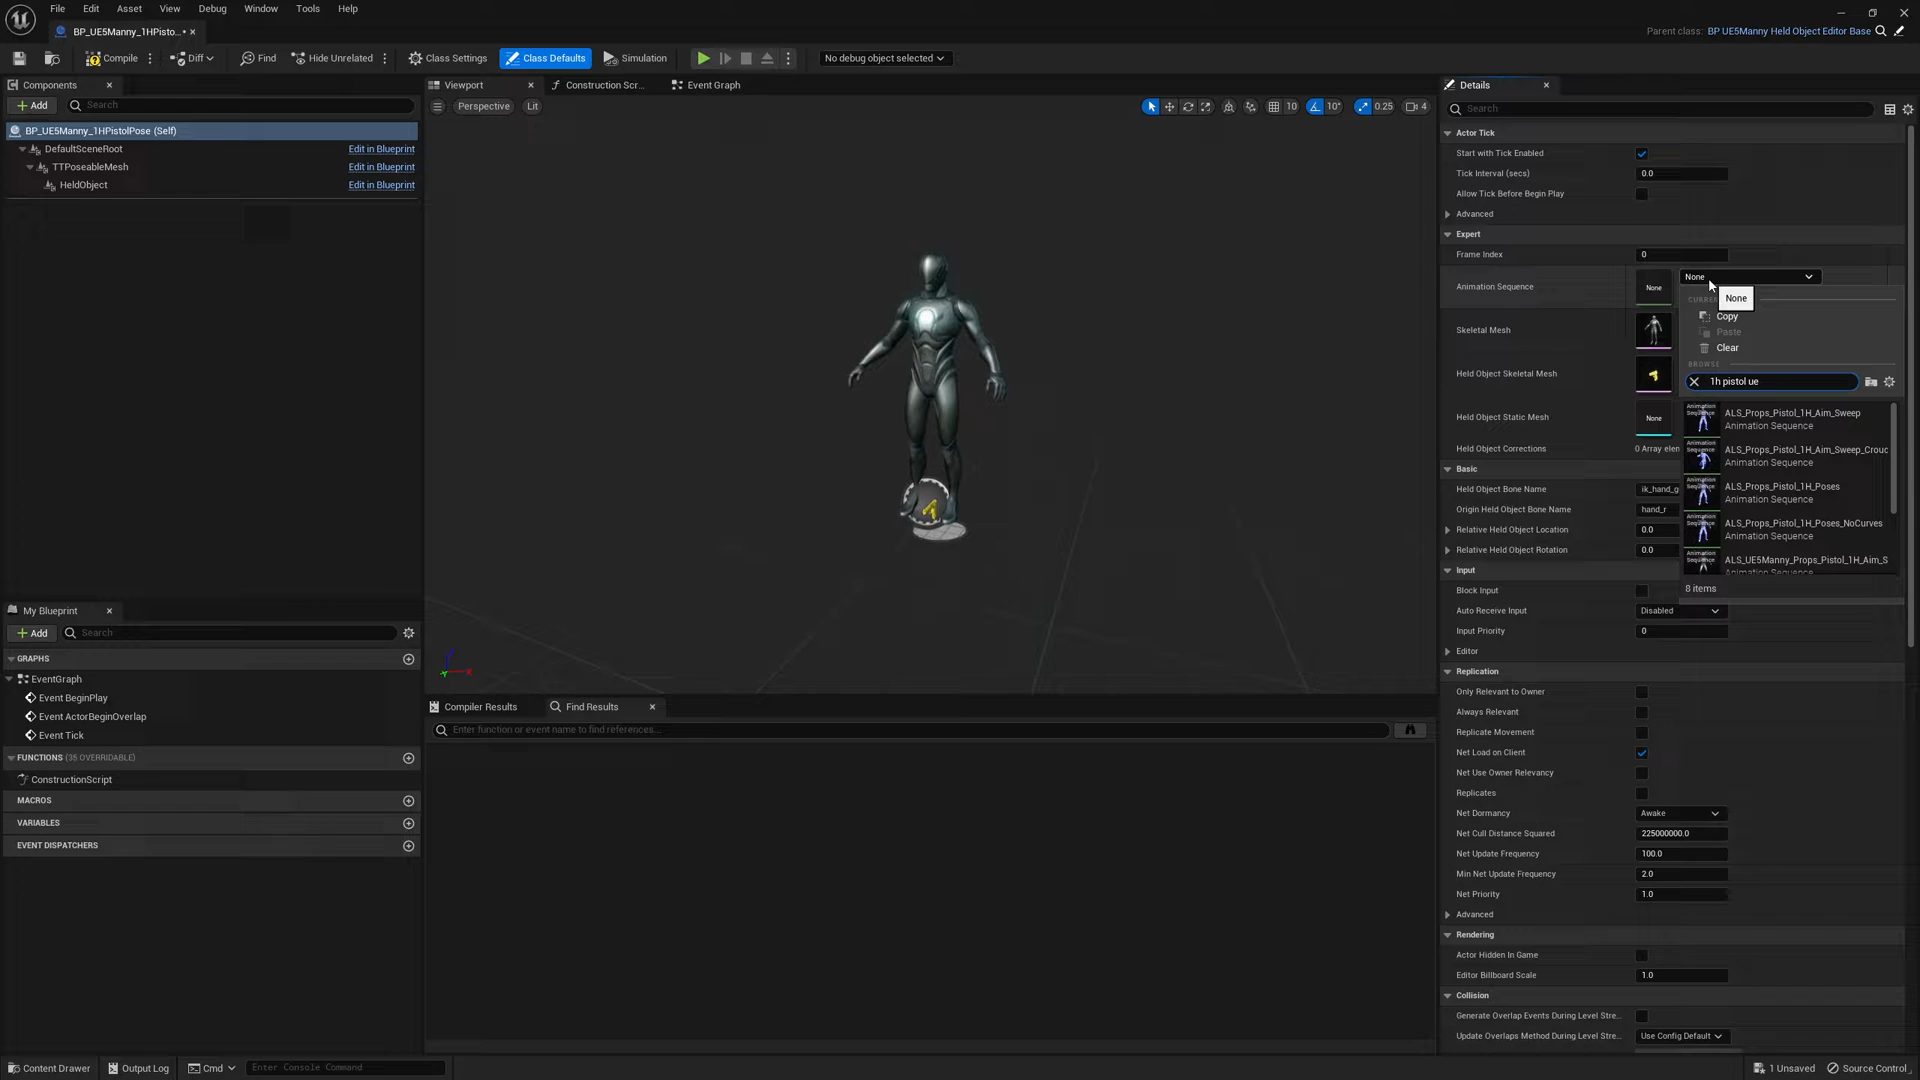 File Edit Asset View Debug Window Tools Help
BP_UE5Manny_1HPisto...
Parent class: BP UE5Manny Held Object Editor Base
Compile Diff Find Hide Unrelated Class Settings Class Defaults Simulation No debug object selected
Components
Add Search
BP_UE5Manny_1HPistolPose (Self)
DefaultSceneRoot Edit in Blueprint
TTPoseableMesh Edit in Blueprint
HeldObject Edit in Blueprint
My Blueprint
Add Search
GRAPHS
EventGraph
Event BeginPlay
Event ActorBeginOverlap
Event Tick
FUNCTIONS (35 OVERRIDABLE)
ConstructionScript
MACROS
VARIABLES
EVENT DISPATCHERS
Viewport Construction Scr... Event Graph
Perspective Lit 10 10° 0.25 4
Compiler Results Find Results
Enter function or event name to find references...
Details
Search
Actor Tick
Start with Tick Enabled
Tick Interval (secs) 0.0
Allow Tick Before Begin Play
Advanced
Expert
Frame Index 0
Animation Sequence None None
None
Copy
Paste
Clear
BROWSE
1h pistol ue
ALS_Props_Pistol_1H_Aim_Sweep
Animation Sequence
ALS_Props_Pistol_1H_Aim_Sweep_Crouc
Animation Sequence
ALS_Props_Pistol_1H_Poses
Animation Sequence
ALS_Props_Pistol_1H_Poses_NoCurves
Animation Sequence
ALS_UE5Manny_Props_Pistol_1H_Aim_S
Animation Sequence
8 items
Skeletal Mesh
Held Object Skeletal Mesh
Held Object Static Mesh None
Held Object Corrections 0 Array elen
Basic
Held Object Bone Name ik_hand_g
Origin Held Object Bone Name hand_r
Relative Held Object Location 0.0
Relative Held Object Rotation 0.0
Input
Block Input
Auto Receive Input Disabled
Input Priority 0
Editor
Replication
Only Relevant to Owner
Always Relevant
Replicate Movement
Net Load on Client
Net Use Owner Relevancy
Replicates
Net Dormancy Awake
Net Cull Distance Squared 225000000.0
Net Update Frequency 100.0
Min Net Update Frequency 2.0
Net Priority 1.0
Advanced
Rendering
Actor Hidden In Game
Editor Billboard Scale 1.0
Collision
Generate Overlap Events During Level Stre...
Update Overlaps Method During Level Stre... Use Config Default
Content Drawer Output Log Cmd Enter Console Command
1 Unsaved Source Control